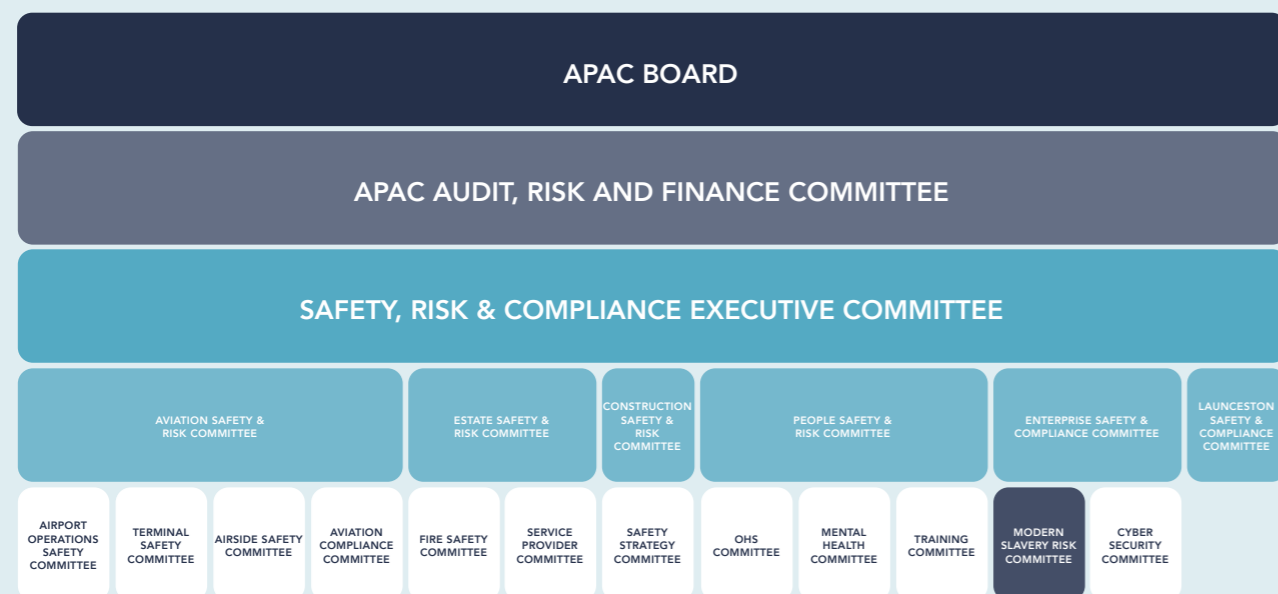 APAC BOARD
APAC AUDIT, RISK AND FINANCE COMMITTEE
SAFETY, RISK & COMPLIANCE EXECUTIVE COMMITTEE
AVIATION SAFETY &
RISK COMMITTEE
ESTATE SAFETY &
RISK COMMITTEE
CONSTRUCTION
SAFETY &
RISK
COMMITTEE
PEOPLE SAFETY &
RISK COMMITTEE
ENTERPRISE SAFETY &
COMPLIANCE COMMITTEE
LAUNCESTON
SAFETY &
COMPLIANCE
COMMITTEE
AIRPORT
OPERATIONS
SAFETY
COMMITTEE
TERMINAL
SAFETY
COMMITTEE
AIRSIDE SAFETY
COMMITTEE
AVIATION
COMPLIANCE
COMMITTEE
FIRE SAFETY
COMMITTEE
SERVICE
PROVIDER
COMMITTEE
SAFETY
STRATEGY
COMMITTEE
OHS
COMMITTEE
MENTAL
HEALTH
COMMITTEE
TRAINING
COMMITTEE
MODERN
SLAVERY RISK
COMMITTEE
CYBER
SECURITY
COMMITTEE